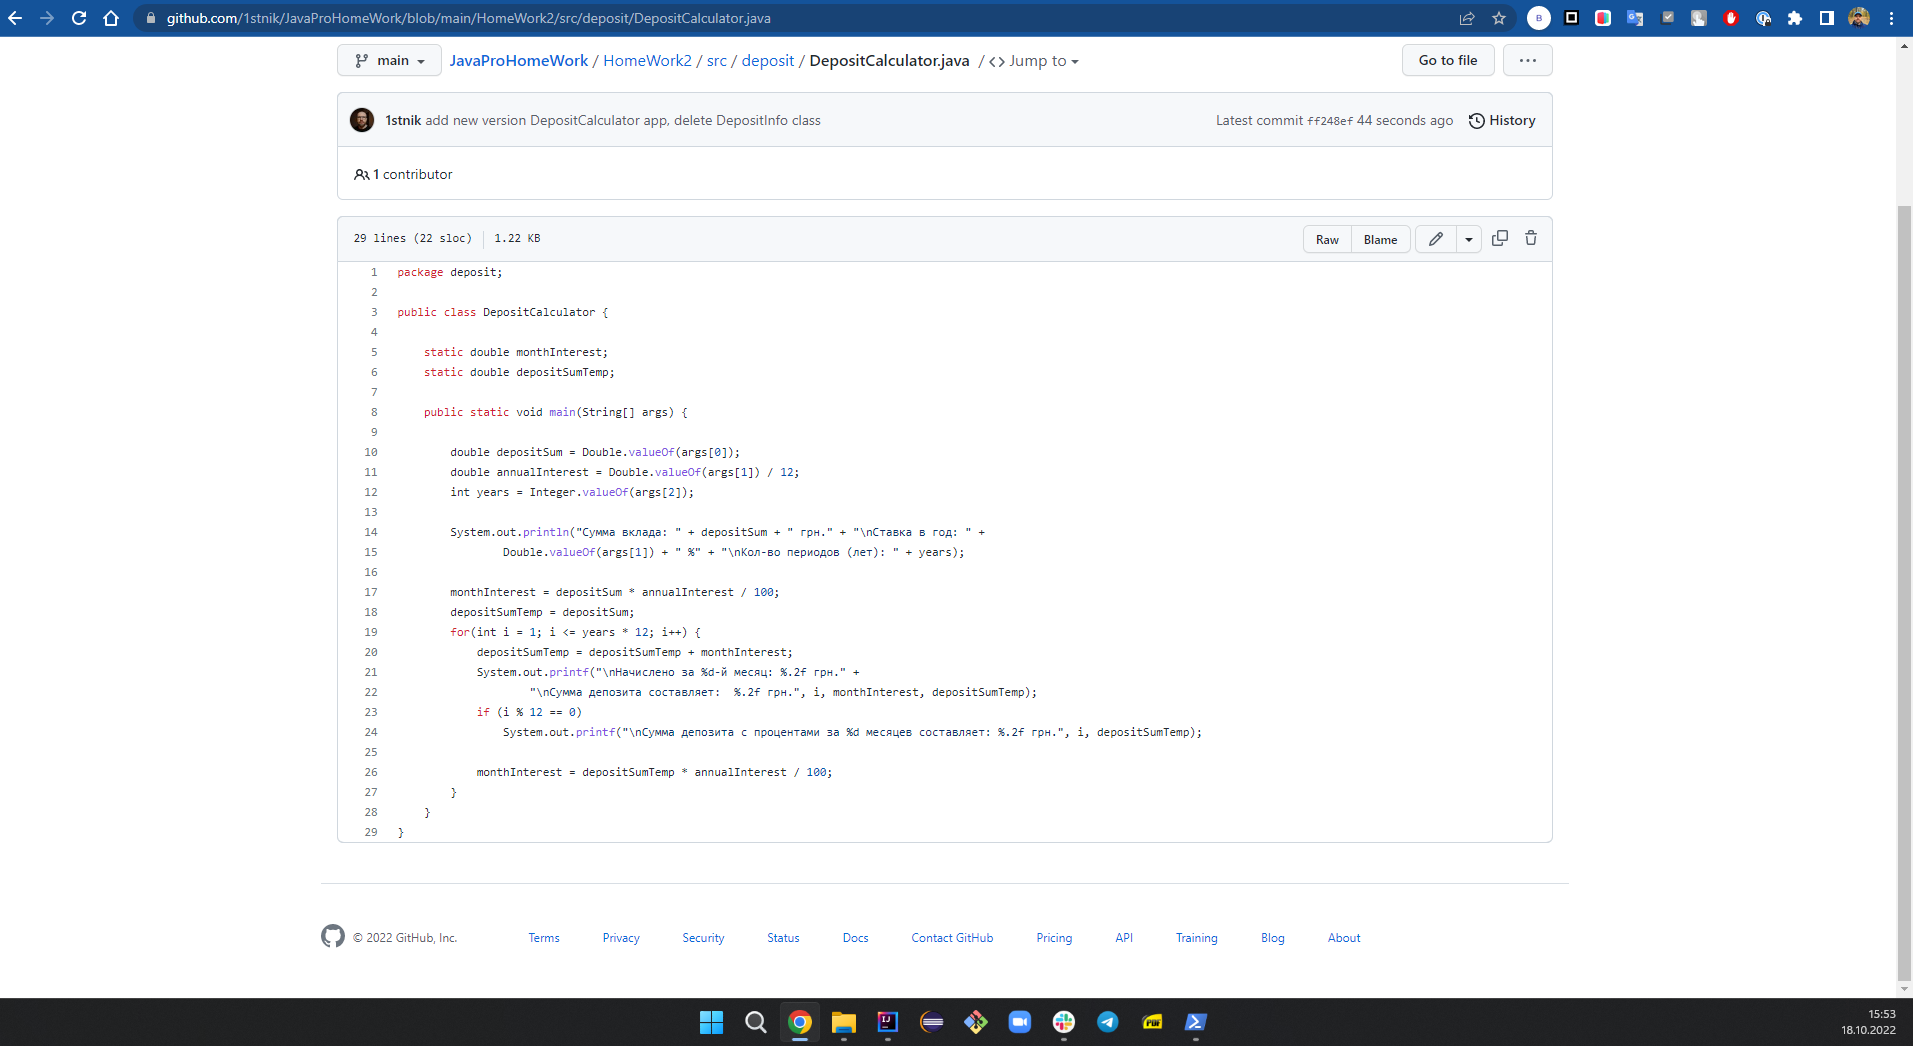 github.com/1stnik/JavaProHomeWork/blob/main/HomeWork2/src/deposit/DepositCalculator.java
B
main
JavaProHomeWork / HomeWork2 / src / deposit / DepositCalculator.java / <> Jump to
Go to file
...
1stnik add new version DepositCalculator app, delete DepositInfo class
Latest commit ff248ef 44 seconds ago
History
1 contributor
29 lines (22 sloc) 1.22 KB
Raw
Blame
1 package deposit;
2
3 public class DepositCalculator {
4
5 static double monthInterest;
6 static double depositSumTemp;
7
8 public static void main(String[] args) {
9
10 double depositSum = Double.valueOf(args[0]);
11 double annualInterest = Double.valueOf(args[1]) / 12;
12 int years = Integer.valueOf(args[2]);
13
14 System.out.println("Сумма вклада: " + depositSum + " грн." + "\nСтавка в год: " +
15 Double.valueOf(args[1]) + " %" + "\nКол-во периодов (лет): " + years);
16
17 monthInterest = depositSum * annualInterest / 100;
18 depositSumTemp = depositSum;
19 for(int i = 1; i <= years * 12; i++) {
20 depositSumTemp = depositSumTemp + monthInterest;
21 System.out.printf("\nНачислено за %d-й месяц: %.2f грн." +
22 "\nСумма депозита составляет:  %.2f грн.", i, monthInterest, depositSumTemp);
23 if (i % 12 == 0)
24 System.out.printf("\nСумма депозита с процентами за %d месяцев составляет: %.2f грн.", i, depositSumTemp);
25
26 monthInterest = depositSumTemp * annualInterest / 100;
27 }
28 }
29 }
© 2022 GitHub, Inc.
Terms
Privacy
Security
Status
Docs
Contact GitHub
Pricing
API
Training
Blog
About
IJ
PDF
15:53
18.10.2022